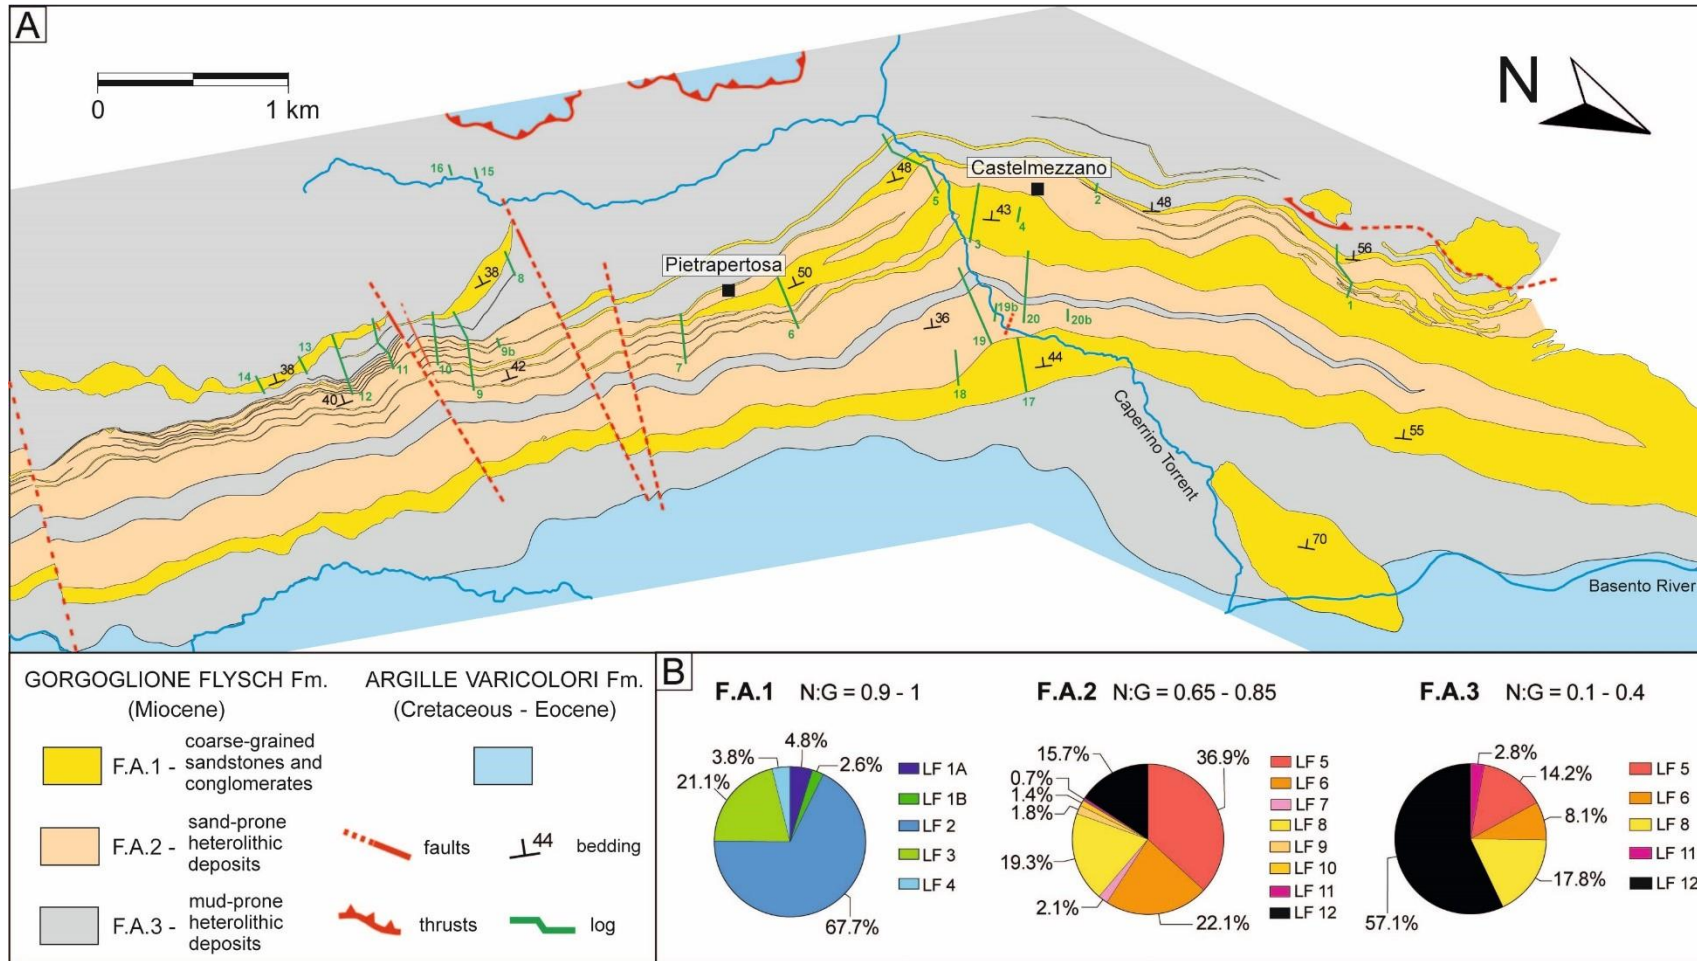 A
0
1 km
N
16
15
48
Castelmezzano
2
48
5
43
4
3
56
1
Pietrapertosa
50
38
8
19b
20
20b
36
6
19
13
11
10
9b
7
14
38
12
40
9
42
18
17
44
55
Caperrino Torrent
70
Basento River
GORGOGLIONE FLYSCH Fm.
(Miocene)
F.A.1 - coarse-grained
sandstones and
conglomerates
F.A.2 - sand-prone
heterolithic
deposits
F.A.3 - mud-prone
heterolithic
deposits
ARGILLE VARICOLORI Fm.
(Cretaceous - Eocene)
faults
44
bedding
thrusts
log
B
F.A.1 N:G = 0.9 - 1
4.8%
3.8%
2.6%
21.1%
67.7%
LF 1A
LF 1B
LF 2
LF 3
LF 4
F.A.2 N:G = 0.65 - 0.85
15.7%
36.9%
0.7%
1.4%
1.8%
19.3%
2.1%
22.1%
LF 5
LF 6
LF 7
LF 8
LF 9
LF 10
LF 11
LF 12
F.A.3 N:G = 0.1 - 0.4
2.8%
14.2%
8.1%
17.8%
57.1%
LF 5
LF 6
LF 8
LF 11
LF 12